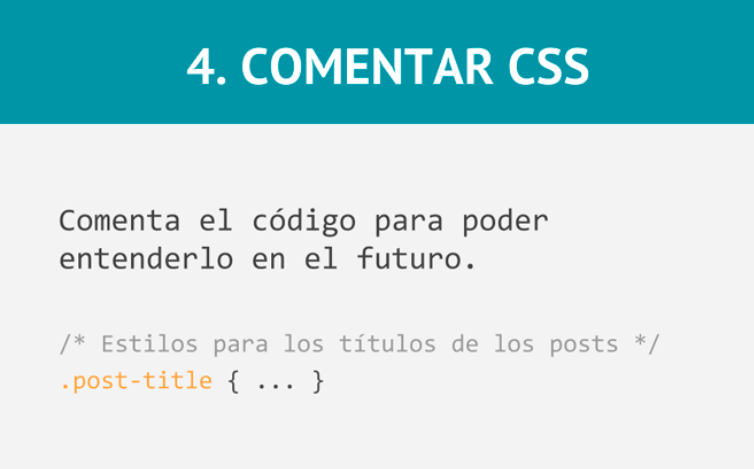 4. COMENTAR CSS
Comenta el código para poder
entenderlo en el futuro.
/* Estilos para los títulos de los posts */
.post-title { ... }